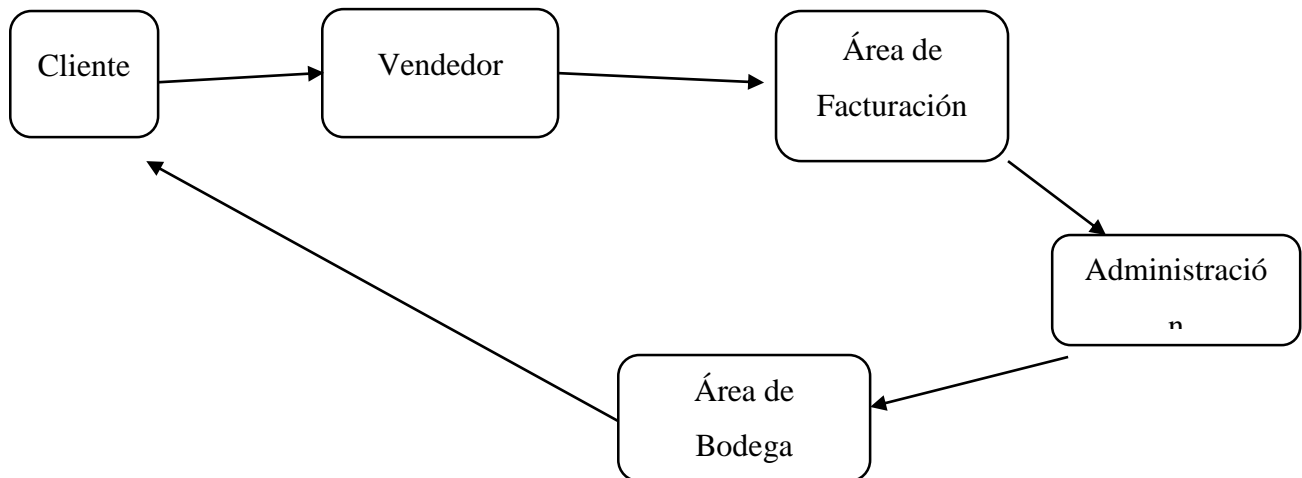 Cliente
Vendedor
Área de
Facturación
Administració
n
Área de
Bodega